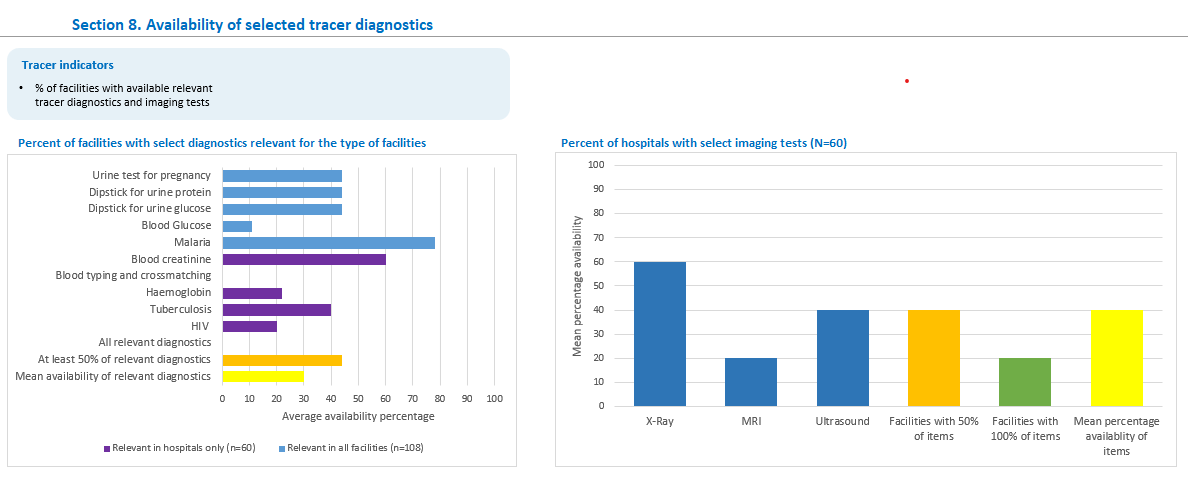 Section 8. Availability of selected tracer diagnostics
Tracer indicators
• % of facilities with available relevant
tracer diagnostics and imaging tests
Percent of facilities with select diagnostics relevant for the type of facilities
Urine test for pregnancy
Dipstick for urine protein
Dipstick for urine glucose
Blood Glucose
Malaria
Blood creatinine
Blood typing and crossmatching
Haemoglobin
Tuberculosis
HIV
All relevant diagnostics
At least 50% of relevant diagnostics
Mean availability of relevant diagnostics
0 10 20 30 40 50 60 70 80 90 100
Average availability percentage
Relevant in hospitals only (n=60) Relevant in all facilities (n=108)
Percent of hospitals with select imaging tests (N=60)
Mean percentage availability
100
90
80
70
60
50
40
30
20
10
0
X-Ray
MRI
Ultrasound
Facilities with 50%
of items
Facilities with
100% of items
Mean percentage
availablity of
items